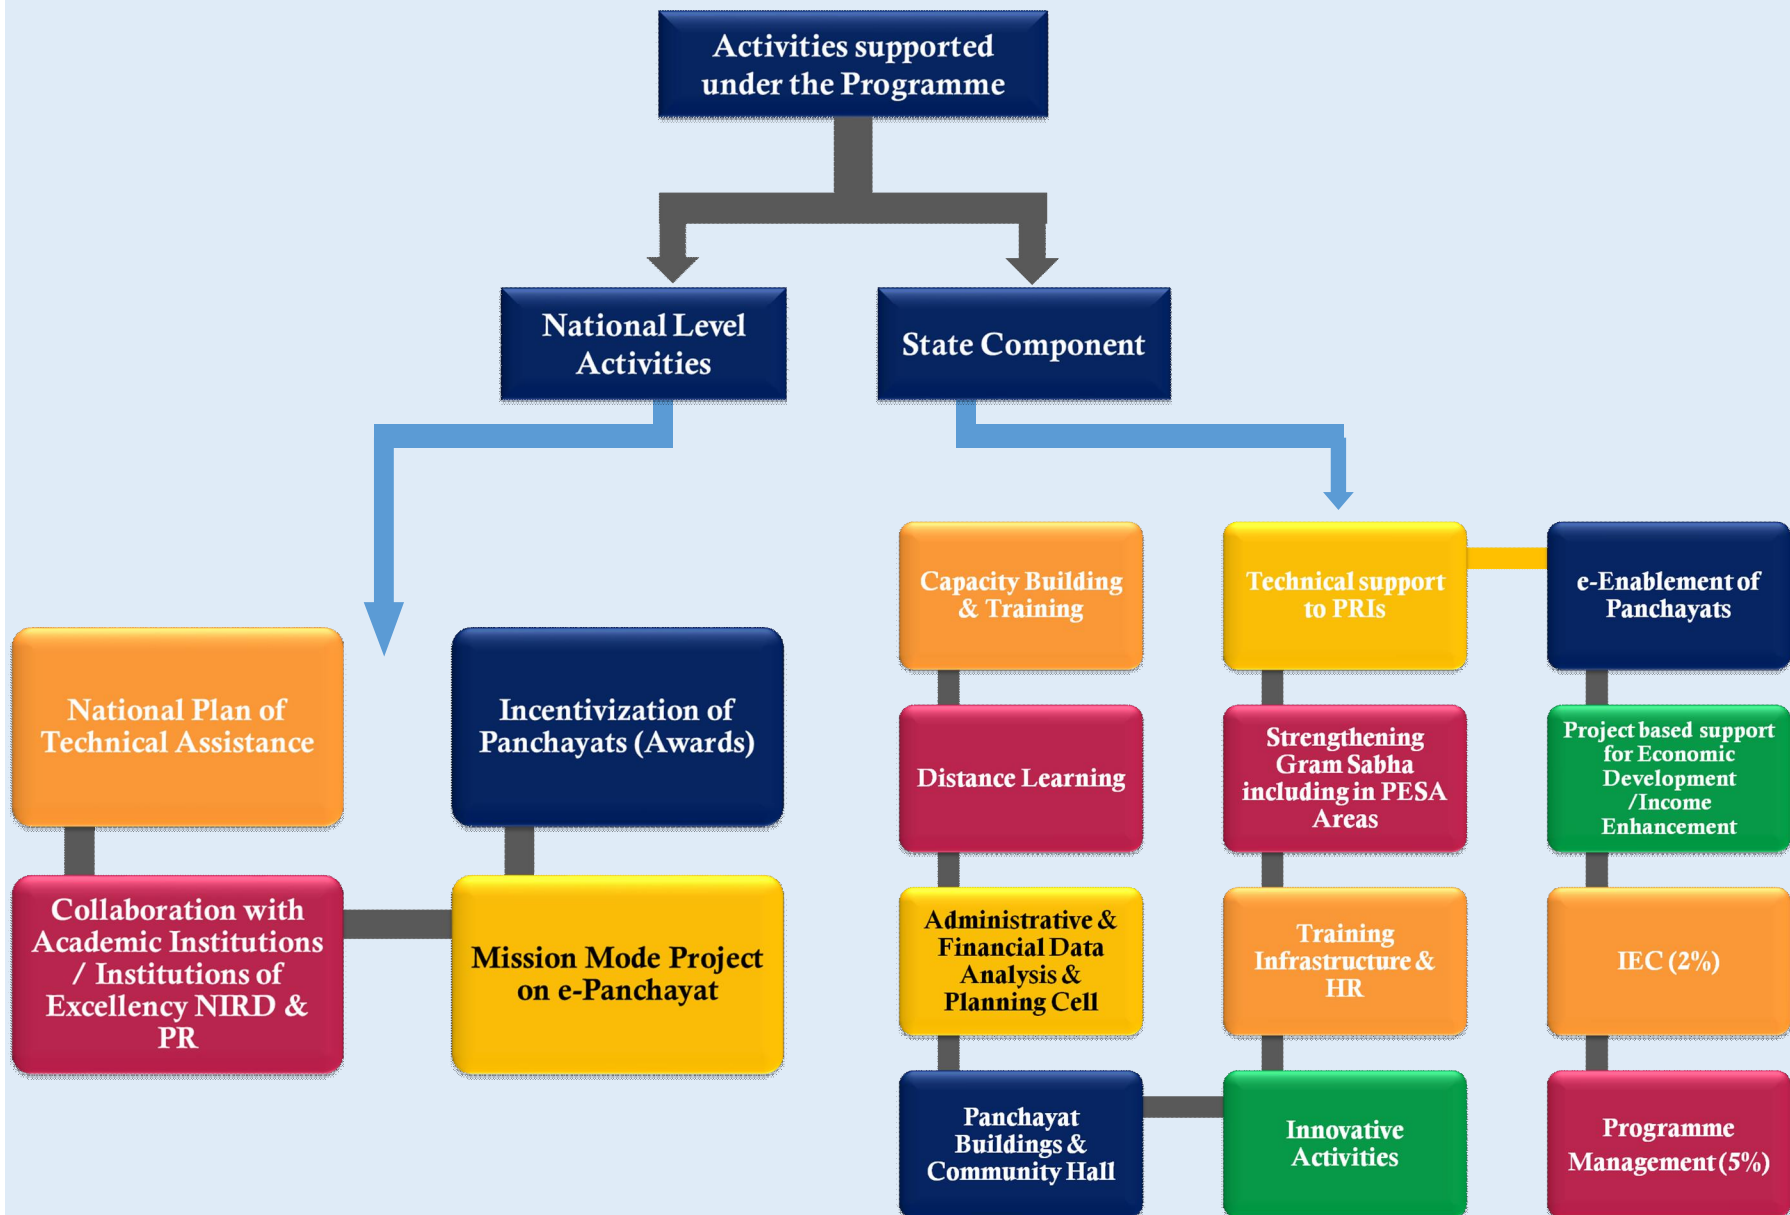 Activities supported
under the Programme
National Level
Activities
State Component
National Plan of
Technical Assistance
Incentivization of
Panchayats (Awards)
Collaboration with
Academic Institutions
/ Institutions of
Excellency NIRD &
PR
Mission Mode Project
on e-Panchayat
Capacity Building
& Training
Distance Learning
Administrative &
Financial Data
Analysis &
Planning Cell
Panchayat
Buildings &
Community Hall
Technical support
to PRIs
Strengthening
Gram Sabha
including in PESA
Areas
Training
Infrastructure &
HR
Innovative
Activities
e-Enablement of
Panchayats
Project based support
for Economic
Development
/Income
Enhancement
IEC (2%)
Programme
Management (5%)